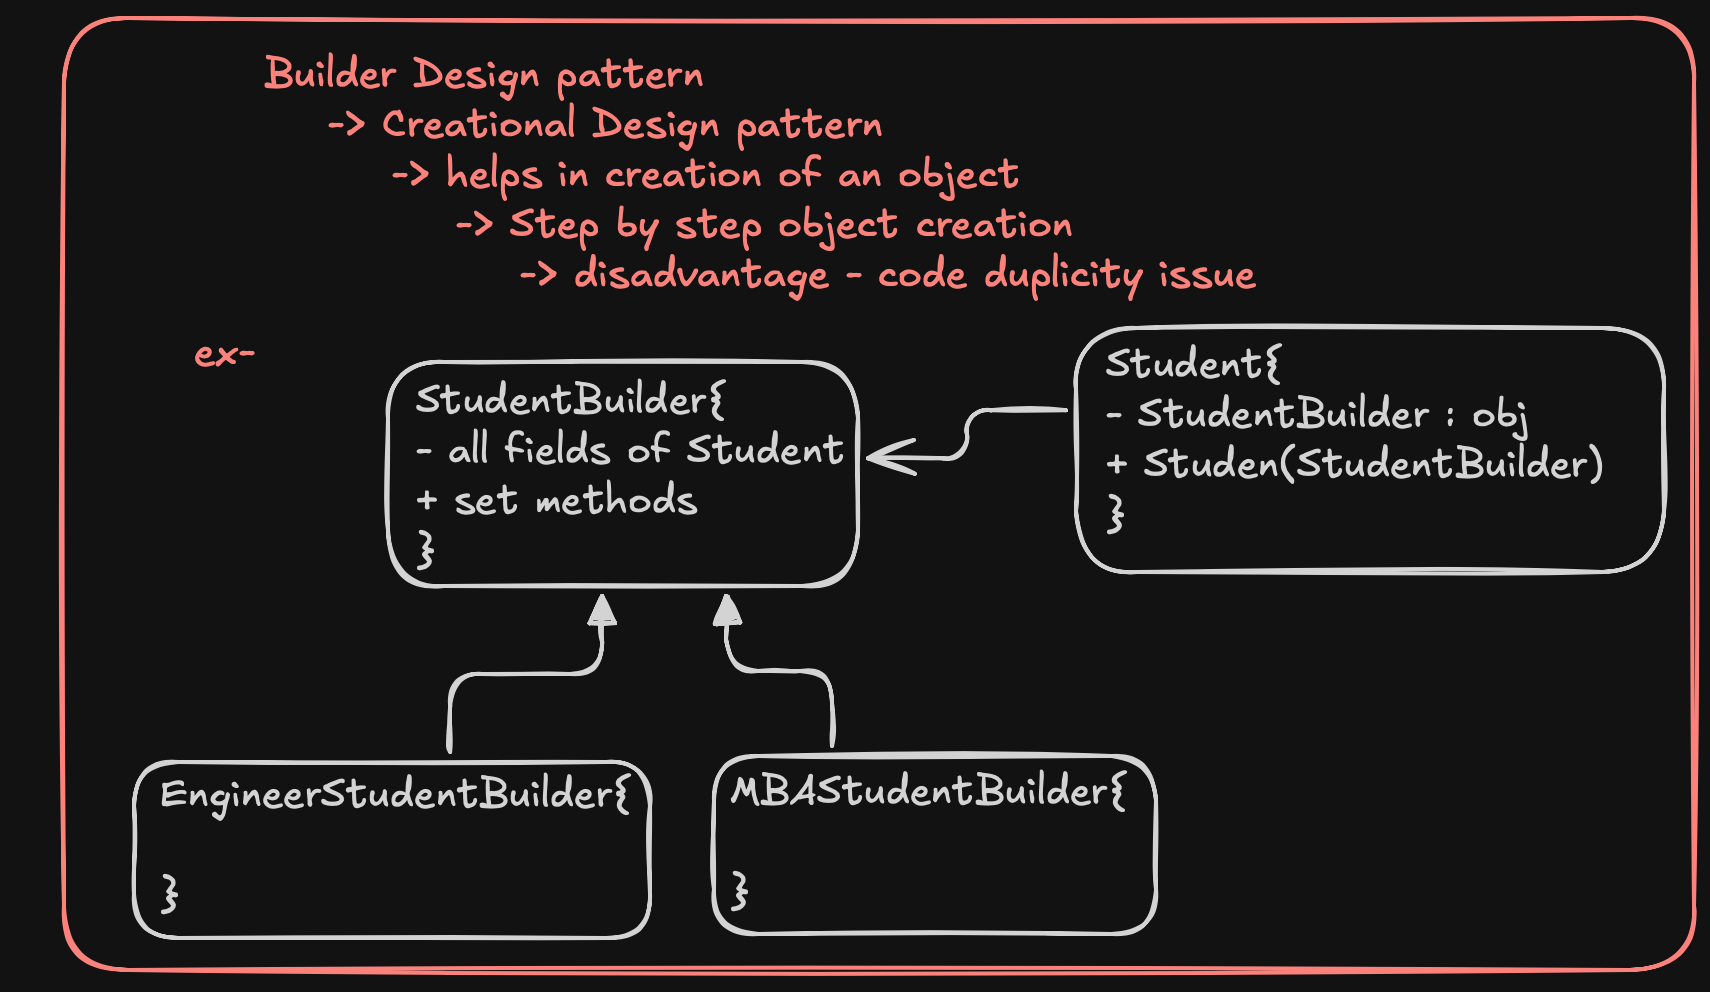 Builder Design pattern
-> Creational Design pattern
-> helps in creation of an object
-> Step by step object creation
-> disadvantage - code duplicity issue
ex-
StudentBuilder{
- all fields of Student
+ set methods
}
Student{
- StudentBuilder : obj
+ Studen(StudentBuilder)
}
EngineerStudentBuilder{
}
MBAStudentBuilder{
}